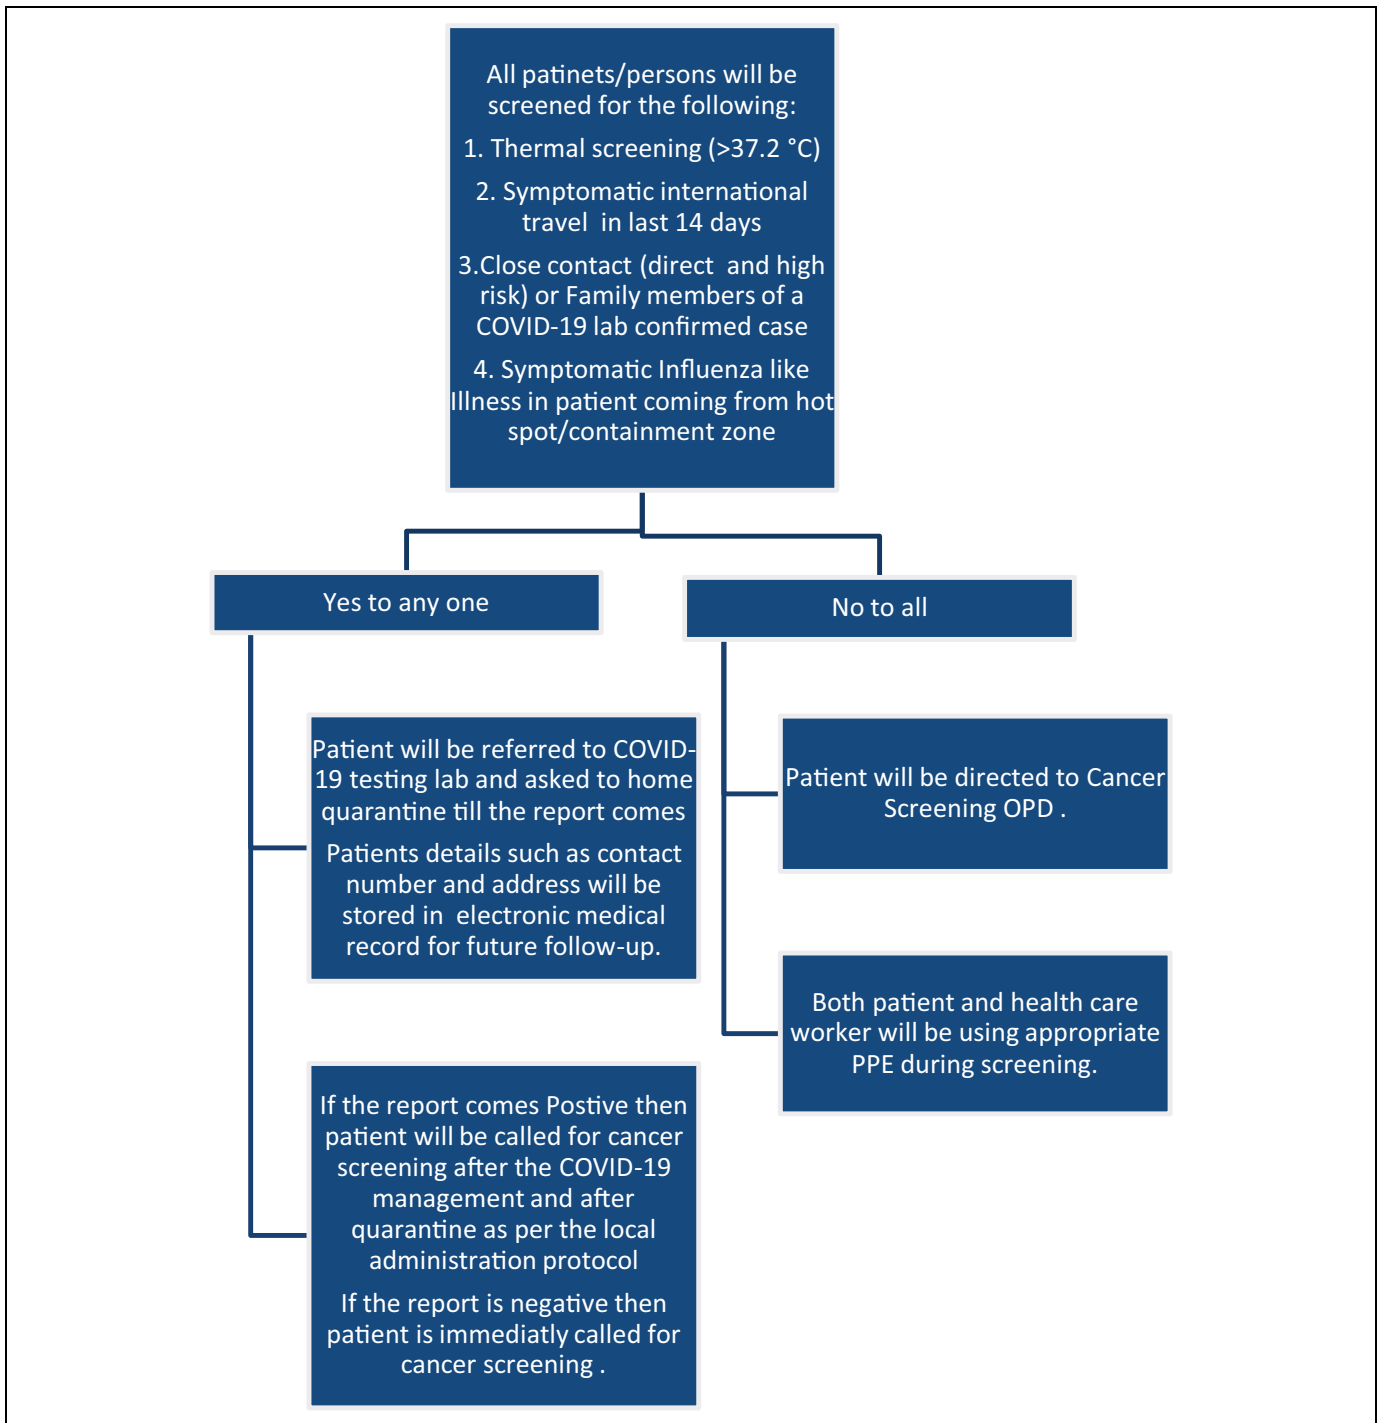 All patinets/persons will be
screened for the following:
1. Thermal screening (>37.2 °C)
2. Symptomatic international
travel in last 14 days
3.Close contact (direct and high
risk) or Family members of a
COVID-19 lab confirmed case
4. Symptomatic Influenza like
Illness in patient coming from hot
spot/containment zone
Yes to any one
No to all
Patient will be referred to COVID-
19 testing lab and asked to home
quarantine till the report comes
Patients details such as contact
number and address will be
stored in electronic medical
record for future follow-up.
Patient will be directed to Cancer
Screening OPD .
Both patient and health care
worker will be using appropriate
PPE during screening.
If the report comes Postive then
patient will be called for cancer
screening after the COVID-19
management and after
quarantine as per the local
administration protocol
If the report is negative then
patient is immediatly called for
cancer screening .